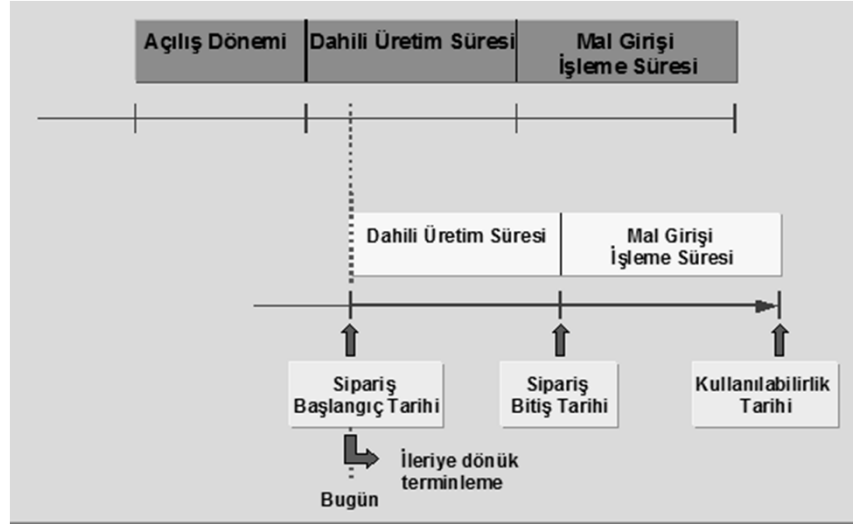 Açılış Dönemi
Dahili Üretim Süresi
Mal Girişi
İşleme Süresi
Dahili Üretim Süresi
Mal Girişi
İşleme Süresi
Sipariş
Başlangıç Tarihi
Sipariş
Bitiş Tarihi
Kullanılabilirlik
Tarihi
İleriye dönük
terminleme
Bugün